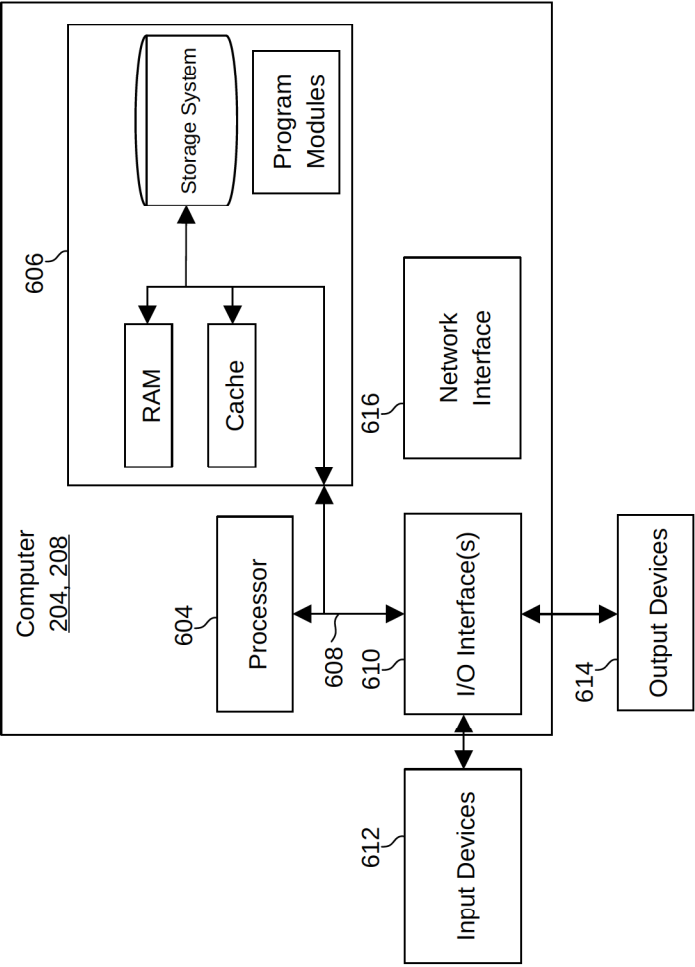 Computer
204, 208
606
Storage System
Program
Modules
RAM
Cache
604
Processor
608
616
Network
Interface
610
I/O Interface(s)
612
Input Devices
614
Output Devices